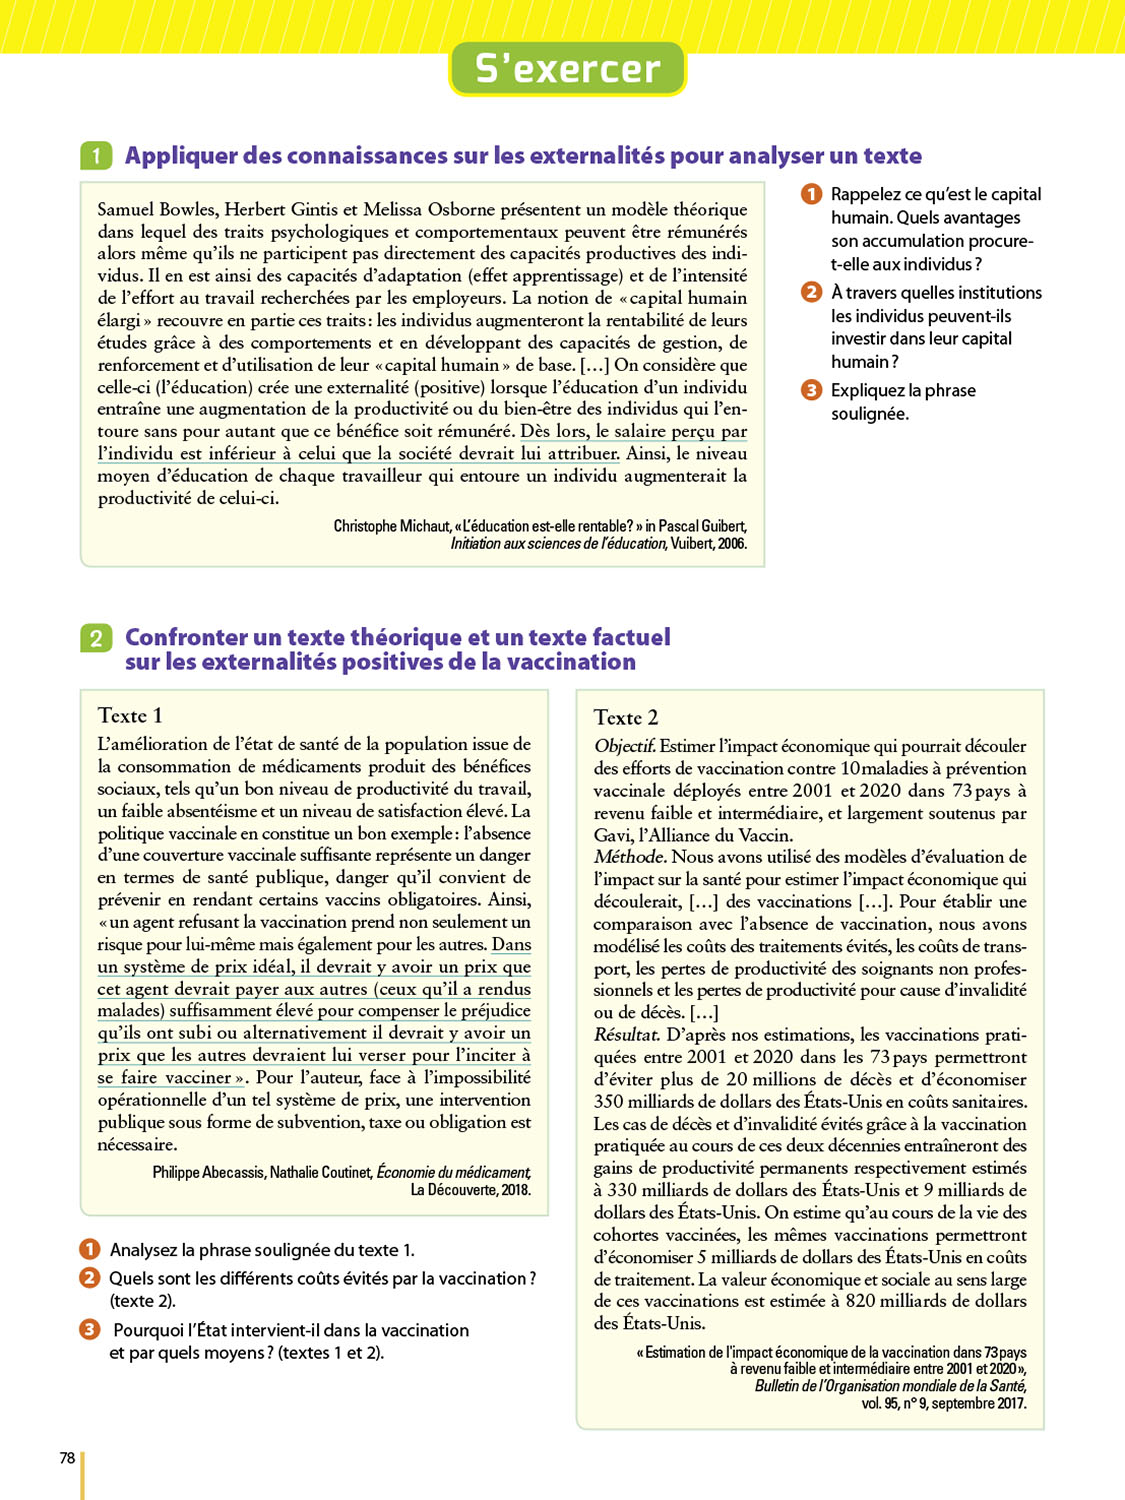 S'exercer
1 Appliquer des connaissances sur les externalités pour analyser un texte
Samuel Bowles, Herbert Gintis et Melissa Osborne présentent un modèle théorique
dans lequel des traits psychologiques et comportementaux peuvent être rémunérés
alors même qu'ils ne participent pas directement des capacités productives des indi-
vidus. Il en est ainsi des capacités d'adaptation (effet apprentissage) et de l'intensité
de l'effort au travail recherchées par les employeurs. La notion de « capital humain
élargi » recouvre en partie ces traits : les individus augmenteront la rentabilité de leurs
études grâce à des comportements et en développant des capacités de gestion, de
renforcement et d'utilisation de leur « capital humain » de base. […] On considère que
celle-ci (l'éducation) crée une externalité (positive) lorsque l'éducation d'un individu
entraîne une augmentation de la productivité ou du bien-être des individus qui l'en-
toure sans pour autant que ce bénéfice soit rémunéré. Dès lors, le salaire perçu par
l'individu est inférieur à celui que la société devrait lui attribuer. Ainsi, le niveau
moyen d'éducation de chaque travailleur qui entoure un individu augmenterait la
productivité de celui-ci.
Christophe Michaut, « L'éducation est-elle rentable? » in Pascal Guibert,
Initiation aux sciences de l'éducation, Vuibert, 2006.
1 Rappelez ce qu'est le capital
humain. Quels avantages
son accumulation procure-
t-elle aux individus ?
2 À travers quelles institutions
les individus peuvent-ils
investir dans leur capital
humain ?
3 Expliquez la phrase
soulignée.
2 Confronter un texte théorique et un texte factuel
sur les externalités positives de la vaccination
Texte 1
L'amélioration de l'état de santé de la population issue de
la consommation de médicaments produit des bénéfices
sociaux, tels qu'un bon niveau de productivité du travail,
un faible absentéisme et un niveau de satisfaction élevé. La
politique vaccinale en constitue un bon exemple : l'absence
d'une couverture vaccinale suffisante représente un danger
en termes de santé publique, danger qu'il convient de
prévenir en rendant certains vaccins obligatoires. Ainsi,
« un agent refusant la vaccination prend non seulement un
risque pour lui-même mais également pour les autres. Dans
un système de prix idéal, il devrait y avoir un prix que
cet agent devrait payer aux autres (ceux qu'il a rendus
malades) suffisamment élevé pour compenser le préjudice
qu'ils ont subi ou alternativement il devrait y avoir un
prix que les autres devraient lui verser pour l'inciter à
se faire vacciner ». Pour l'auteur, face à l'impossibilité
opérationnelle d'un tel système de prix, une intervention
publique sous forme de subvention, taxe ou obligation est
nécessaire.
Philippe Abecassis, Nathalie Coutinet, Économie du médicament,
La Découverte, 2018.
1 Analysez la phrase soulignée du texte 1.
2 Quels sont les différents coûts évités par la vaccination ?
(texte 2).
3 Pourquoi l'État intervient-il dans la vaccination
et par quels moyens ? (textes 1 et 2).
Texte 2
Objectif. Estimer l'impact économique qui pourrait découler
des efforts de vaccination contre 10 maladies à prévention
vaccinale déployés entre 2001 et 2020 dans 73 pays à
revenu faible et intermédiaire, et largement soutenus par
Gavi, l'Alliance du Vaccin.
Méthode. Nous avons utilisé des modèles d'évaluation de
l'impact sur la santé pour estimer l'impact économique qui
découlerait, […] des vaccinations […]. Pour établir une
comparaison avec l'absence de vaccination, nous avons
modélisé les coûts des traitements évités, les coûts de trans-
port, les pertes de productivité des soignants non profes-
sionnels et les pertes de productivité pour cause d'invalidité
ou de décès. […]
Résultat. D'après nos estimations, les vaccinations prati-
quées entre 2001 et 2020 dans les 73 pays permettront
d'éviter plus de 20 millions de décès et d'économiser
350 milliards de dollars des États-Unis en coûts sanitaires.
Les cas de décès et d'invalidité évités grâce à la vaccination
pratiquée au cours de ces deux décennies entraîneront des
gains de productivité permanents respectivement estimés
à 330 milliards de dollars des États-Unis et 9 milliards de
dollars des États-Unis. On estime qu'au cours de la vie des
cohortes vaccinées, les mêmes vaccinations permettront
d'économiser 5 milliards de dollars des États-Unis en coûts
de traitement. La valeur économique et sociale au sens large
de ces vaccinations est estimée à 820 milliards de dollars
des États-Unis.
« Estimation de l'impact économique de la vaccination dans 73 pays
à revenu faible et intermédiaire entre 2001 et 2020 »,
Bulletin de l'Organisation mondiale de la Santé,
vol. 95, n° 9, septembre 2017.
78